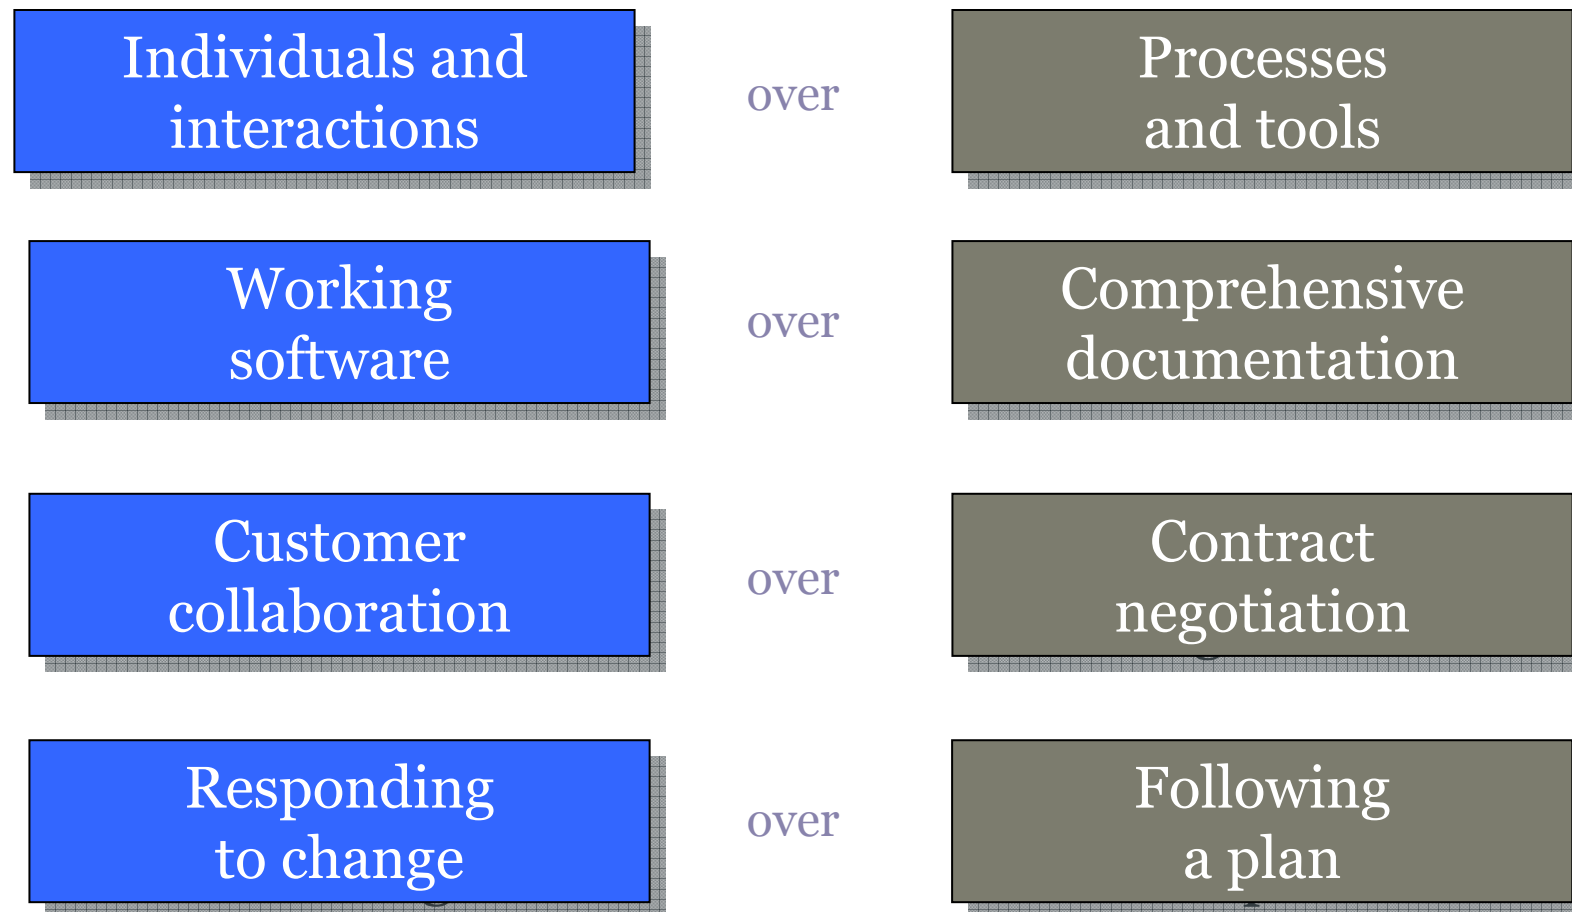 Individuals and
interactions
over
Processes
and tools
Working
software
over
Comprehensive
documentation
Customer
collaboration
over
Contract
negotiation
Responding
to change
over
Following
a plan